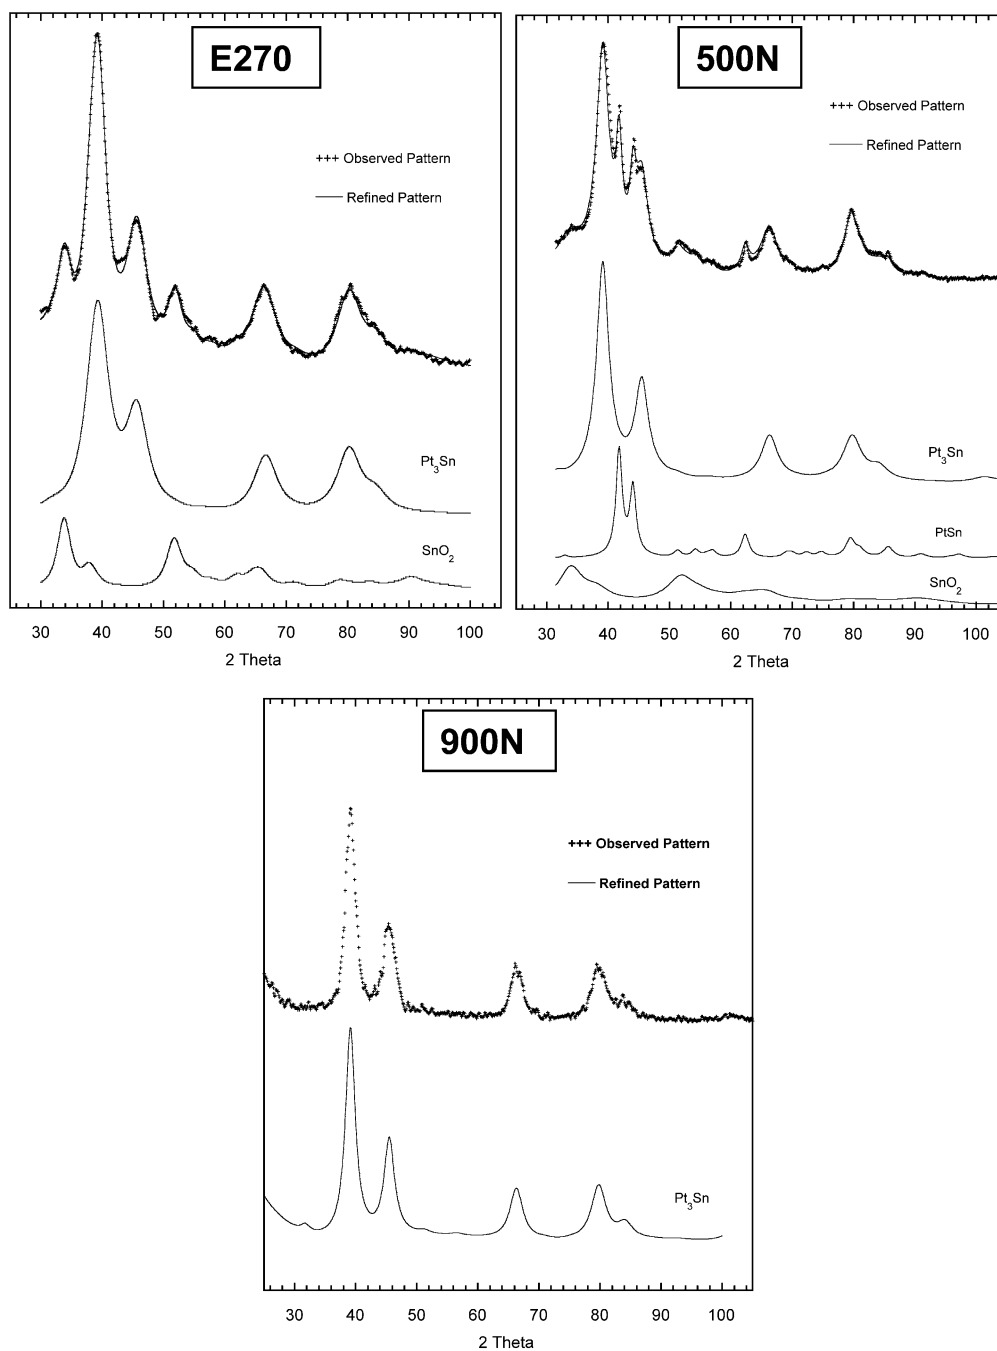 E270
+++ Observed Pattern
Refined Pattern
Pt3Sn
SnO2
30 40 50 60 70 80 90 100
2 Theta
500N
+++ Observed Pattern
Refined Pattern
Pt3Sn
PtSn
SnO2
30 40 50 60 70 80 90 100
2 Theta
900N
+++ Observed Pattern
Refined Pattern
Pt3Sn
30 40 50 60 70 80 90 100
2 Theta